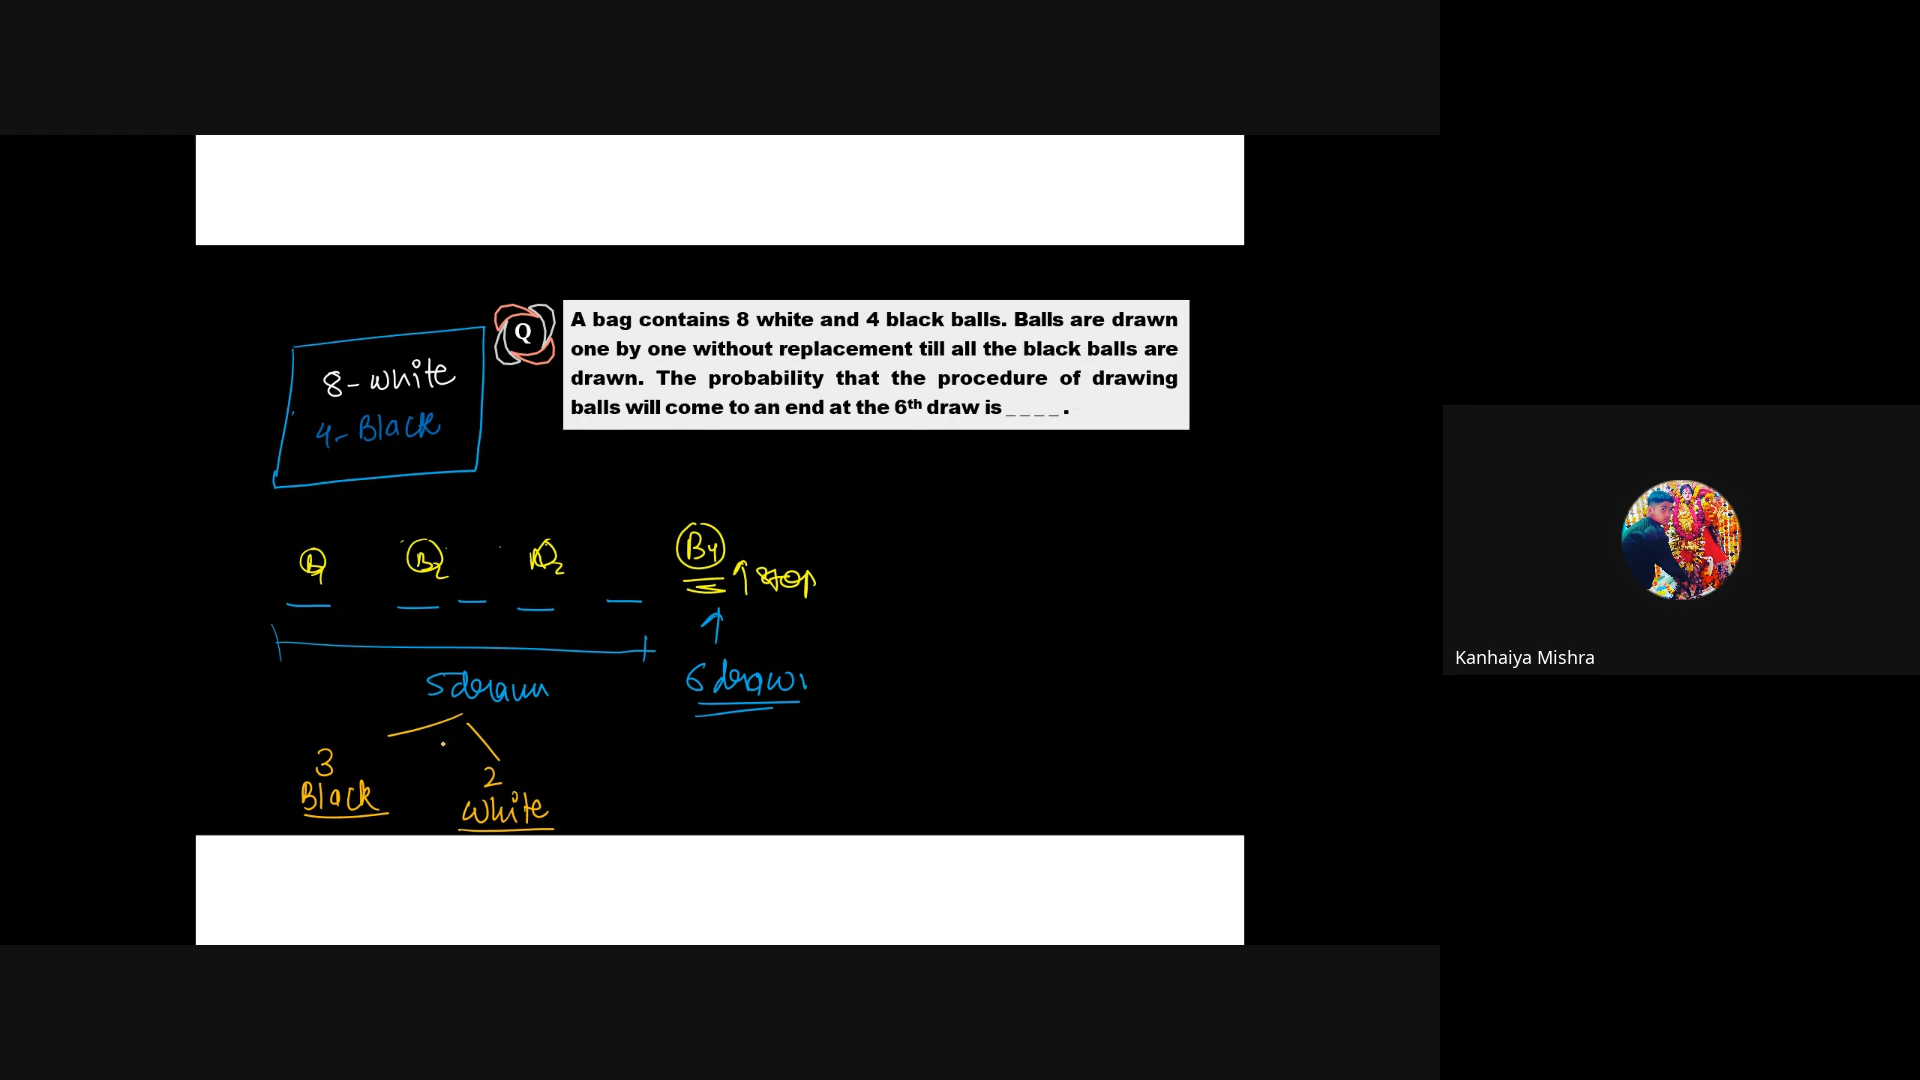 Q
A bag contains 8 white and 4 black balls. Balls are drawn
one by one without replacement till all the black balls are
drawn. The probability that the procedure of drawing
balls will come to an end at the 6th draw is _ _ _ _ .
8 - white
4 - Black
B2
B4
stop
5 drawn
6 draw
3
Black
2
white
Kanhaiya Mishra